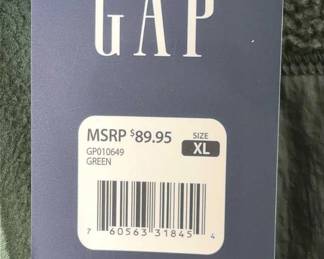 GAP
MSRP $89.95 SIZE XL
GP010649
GREEN
7 60563 31845 4